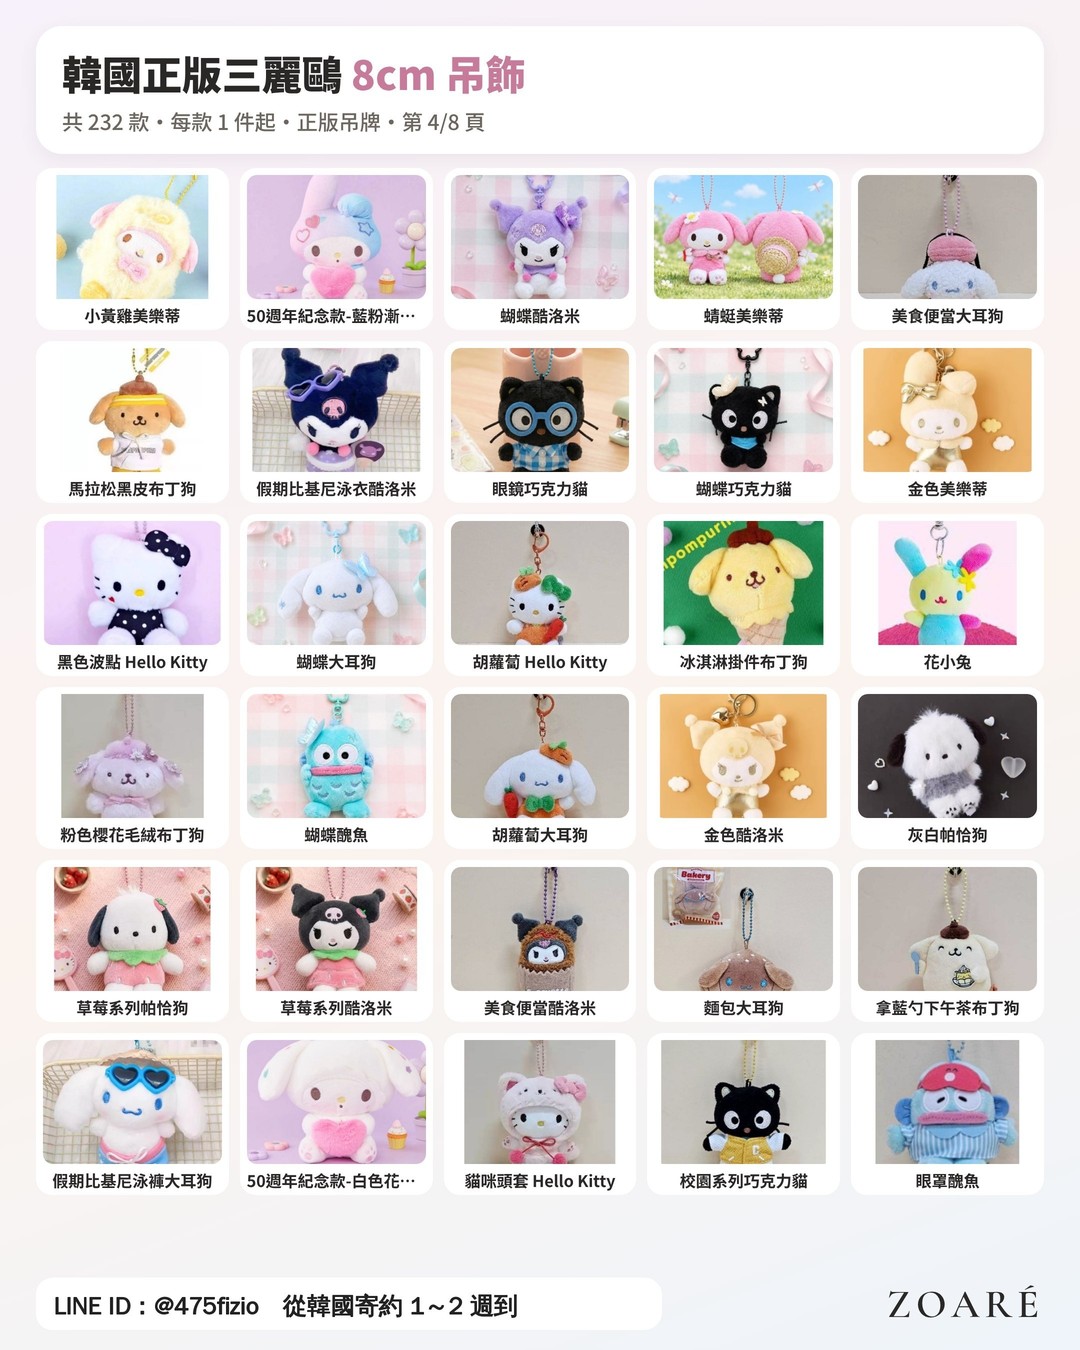 韓國正版三麗鷗 8cm 吊飾
共 232 款・每款 1 件起・正版吊牌・第 4/8 頁
小黃雞美樂蒂
50週年紀念款-藍粉漸⋯
蝴蝶酷洛米
蜻蜓美樂蒂
美食便當大耳狗
馬拉松黑皮布丁狗
假期比基尼泳衣酷洛米
眼鏡巧克力貓
蝴蝶巧克力貓
金色美樂蒂
pompurin
黑色波點 Hello Kitty
蝴蝶大耳狗
胡蘿蔔 Hello Kitty
冰淇淋掛件布丁狗
花小兔
粉色櫻花毛絨布丁狗
蝴蝶醜魚
胡蘿蔔大耳狗
金色酷洛米
灰白帕恰狗
Bakery
草莓系列帕恰狗
草莓系列酷洛米
美食便當酷洛米
麵包大耳狗
拿藍勺下午茶布丁狗
假期比基尼泳褲大耳狗
50週年紀念款-白色花⋯
貓咪頭套 Hello Kitty
校園系列巧克力貓
眼罩醜魚
LINE ID：@475fizio 從韓國寄約 1~2 週到
ZOARÉ